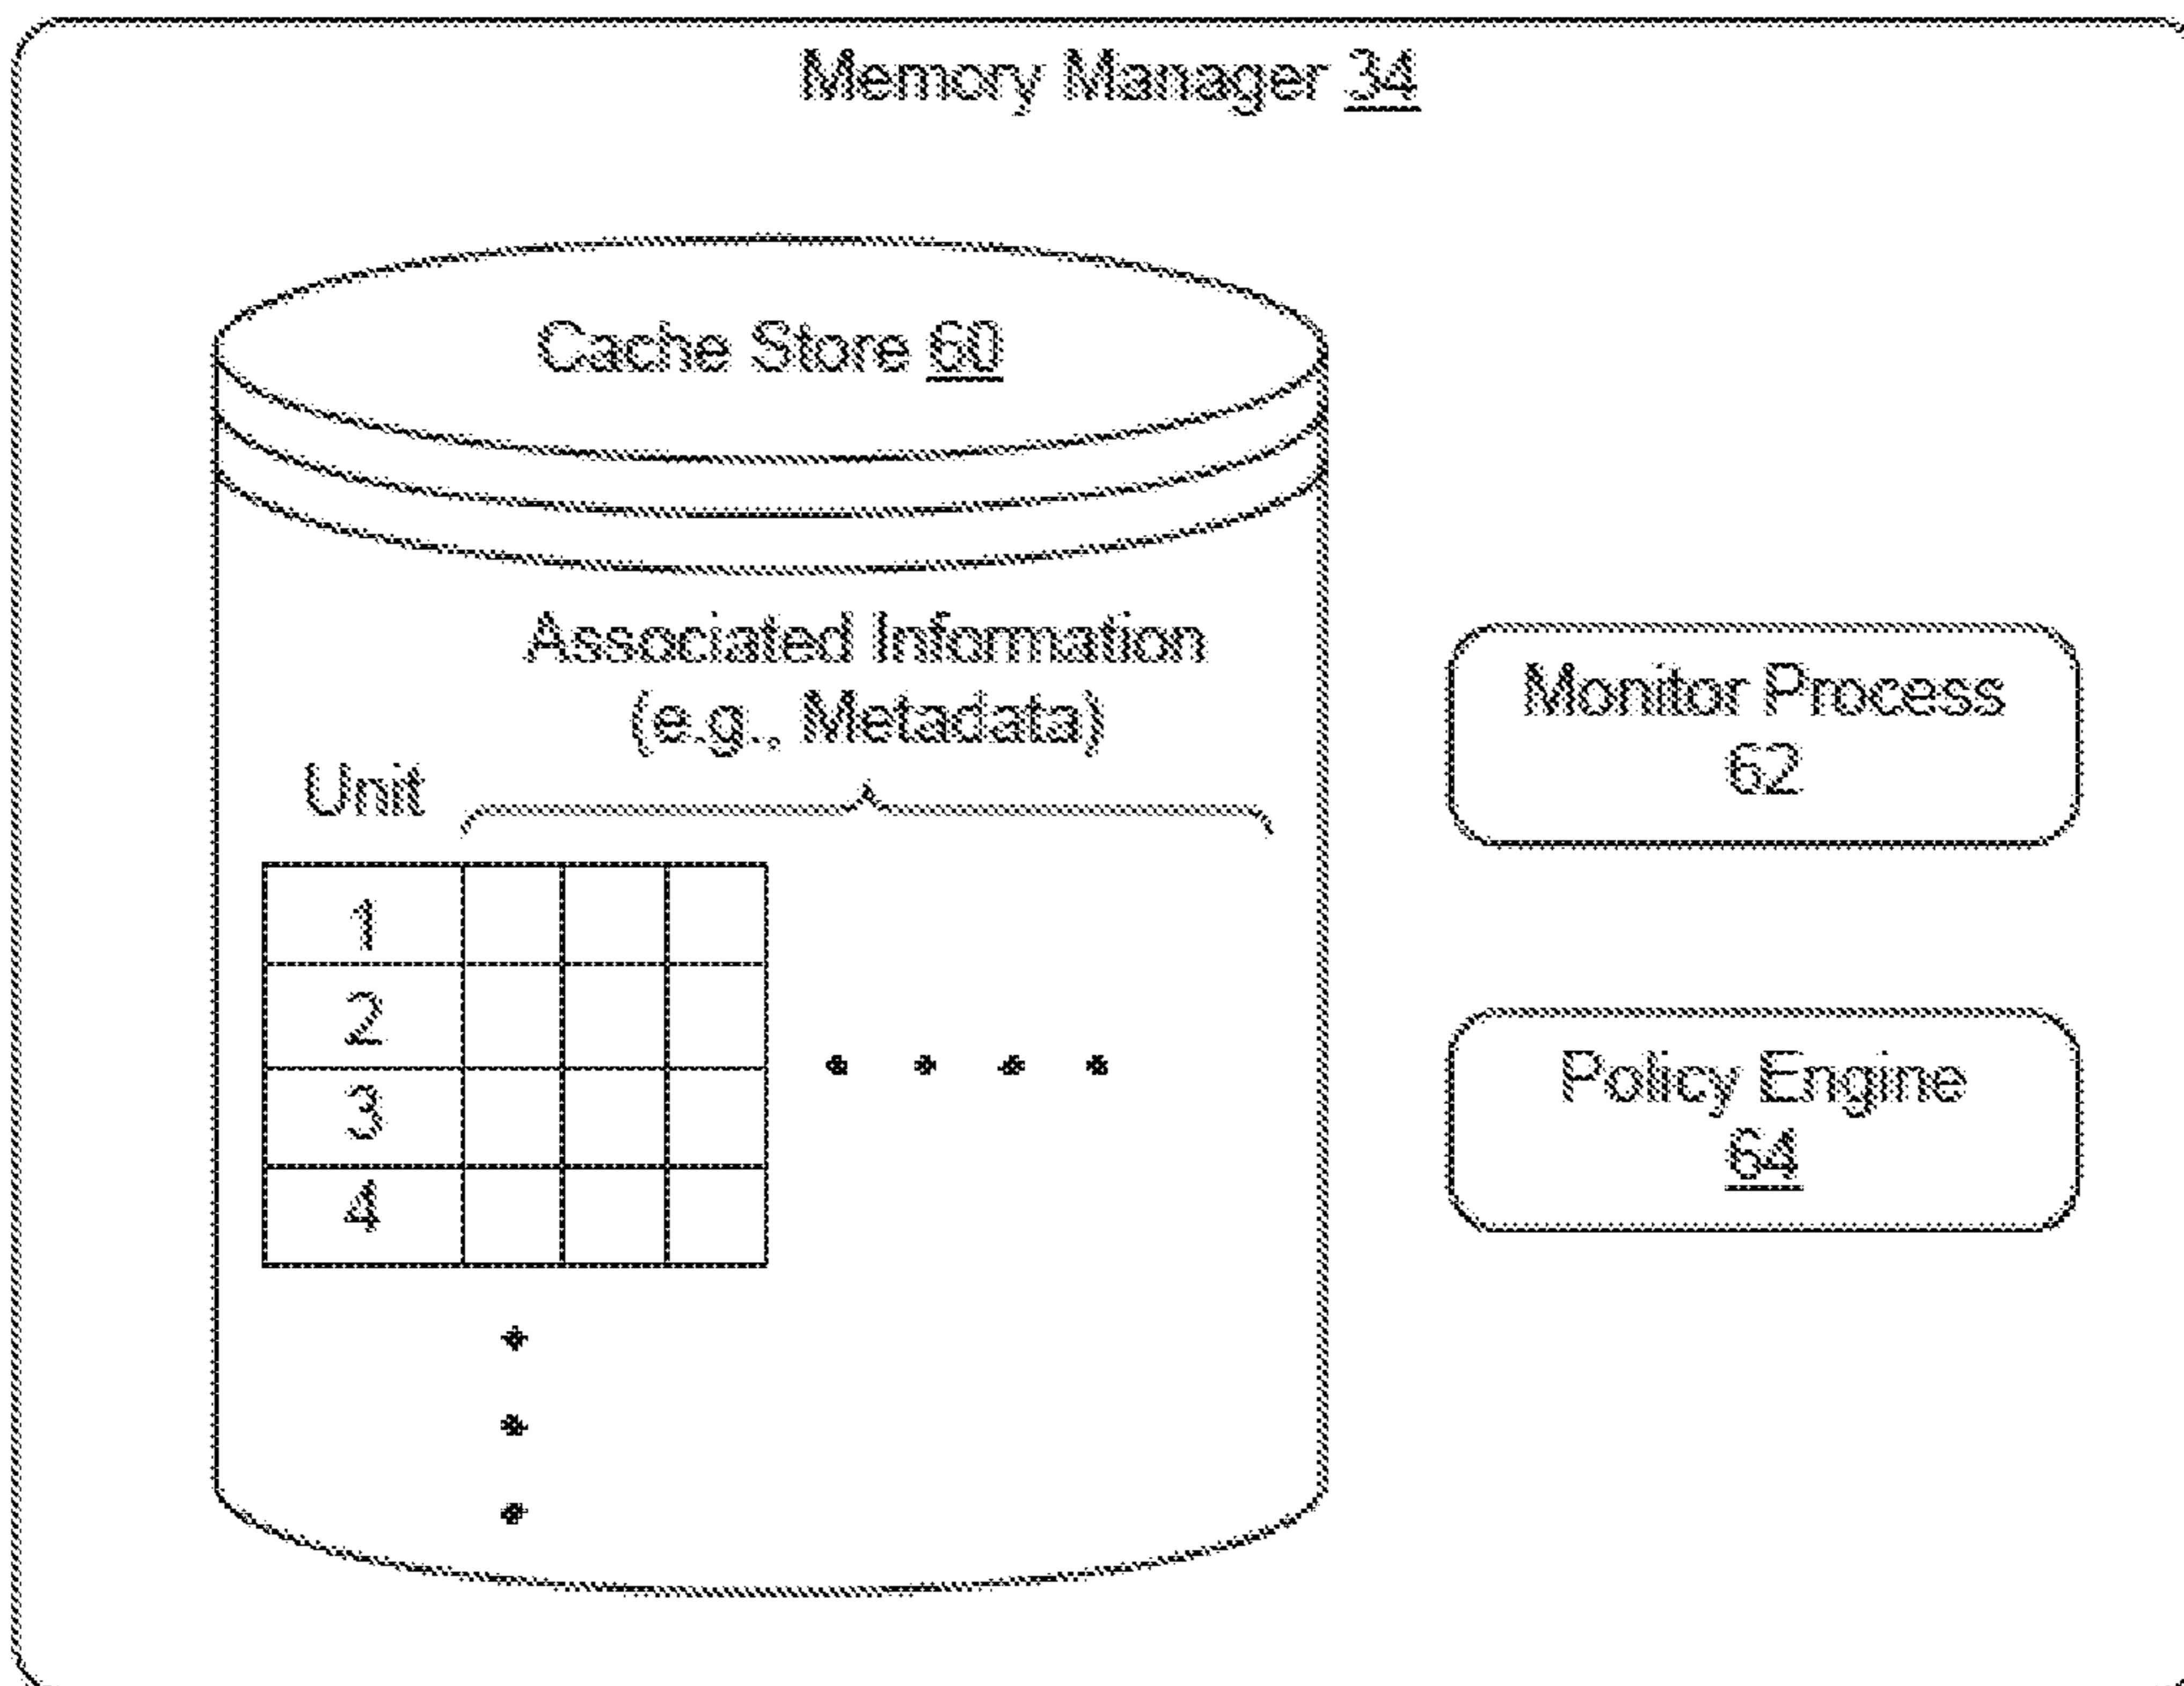 Memory Manager 34
Cache Store 60
Associated Information
(e.g., Metadata)
Unit
1
2
3
4
Monitor Process
62
Policy Engine
64